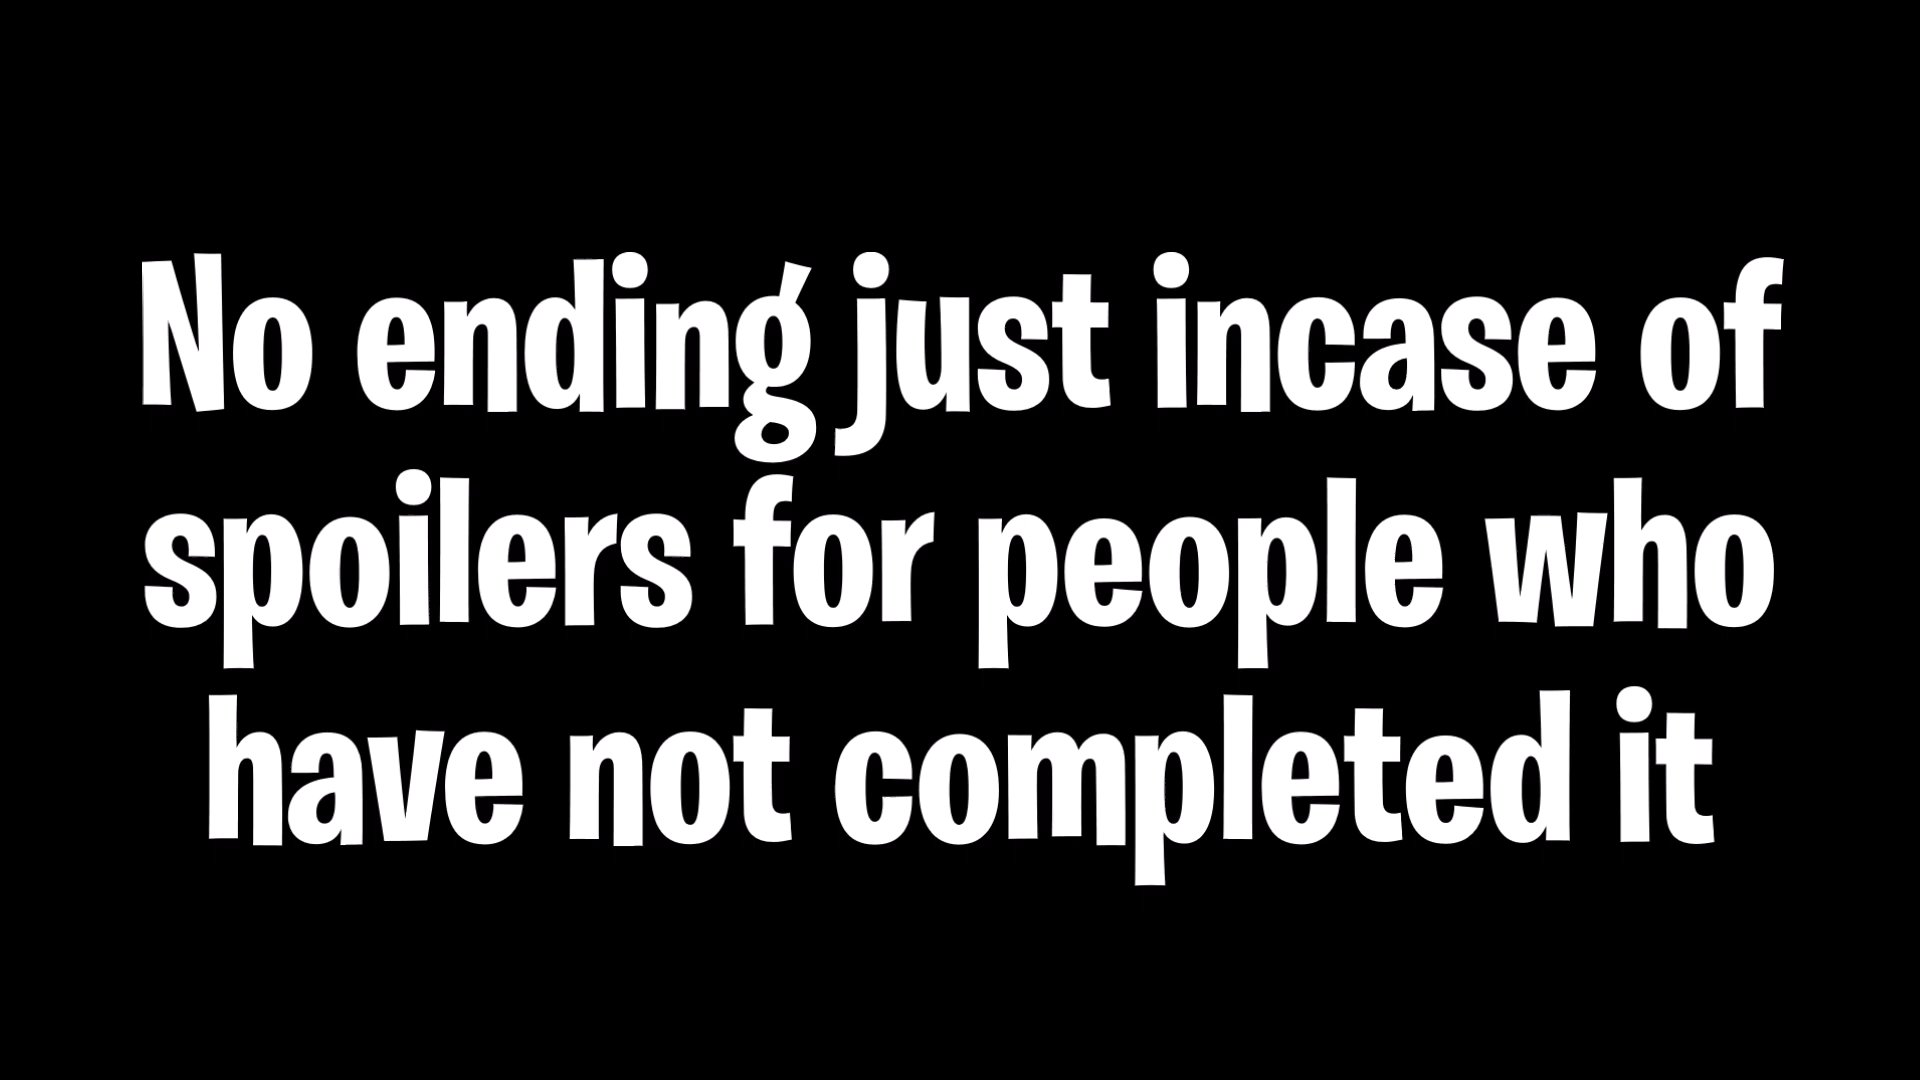 No ending just incase of
spoilers for people who
have not completed it